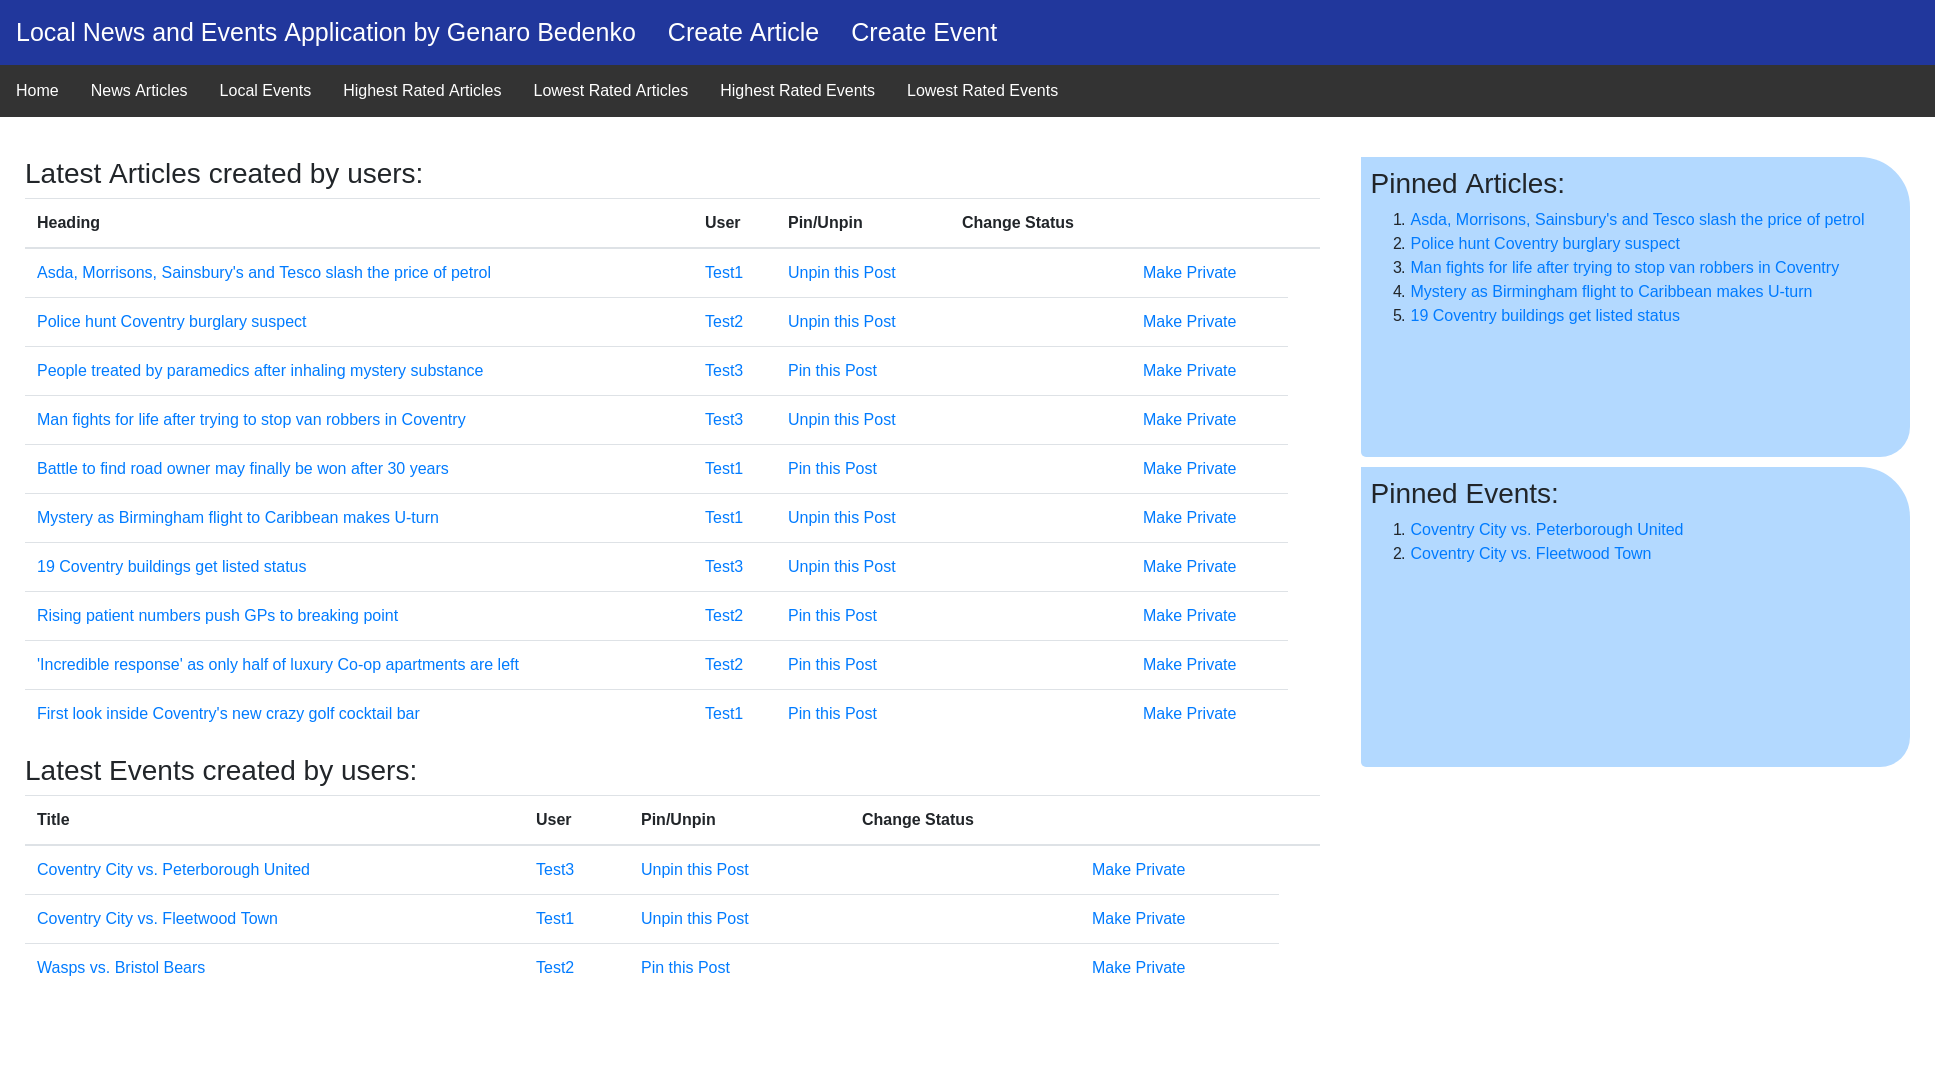 Local News and Events Application by Genaro Bedenko Create Article Create Event
Home News Articles Local Events Highest Rated Articles Lowest Rated Articles Highest Rated Events Lowest Rated Events
Latest Articles created by users:
Heading User Pin/Unpin Change Status
Asda, Morrisons, Sainsbury's and Tesco slash the price of petrol Test1 Unpin this Post Make Private
Police hunt Coventry burglary suspect Test2 Unpin this Post Make Private
People treated by paramedics after inhaling mystery substance Test3 Pin this Post Make Private
Man fights for life after trying to stop van robbers in Coventry Test3 Unpin this Post Make Private
Battle to find road owner may finally be won after 30 years Test1 Pin this Post Make Private
Mystery as Birmingham flight to Caribbean makes U-turn Test1 Unpin this Post Make Private
19 Coventry buildings get listed status Test3 Unpin this Post Make Private
Rising patient numbers push GPs to breaking point Test2 Pin this Post Make Private
'Incredible response' as only half of luxury Co-op apartments are left Test2 Pin this Post Make Private
First look inside Coventry's new crazy golf cocktail bar Test1 Pin this Post Make Private
Latest Events created by users:
Title User Pin/Unpin Change Status
Coventry City vs. Peterborough United Test3 Unpin this Post Make Private
Coventry City vs. Fleetwood Town Test1 Unpin this Post Make Private
Wasps vs. Bristol Bears Test2 Pin this Post Make Private
Pinned Articles:
1. Asda, Morrisons, Sainsbury's and Tesco slash the price of petrol
2. Police hunt Coventry burglary suspect
3. Man fights for life after trying to stop van robbers in Coventry
4. Mystery as Birmingham flight to Caribbean makes U-turn
5. 19 Coventry buildings get listed status
Pinned Events:
1. Coventry City vs. Peterborough United
2. Coventry City vs. Fleetwood Town